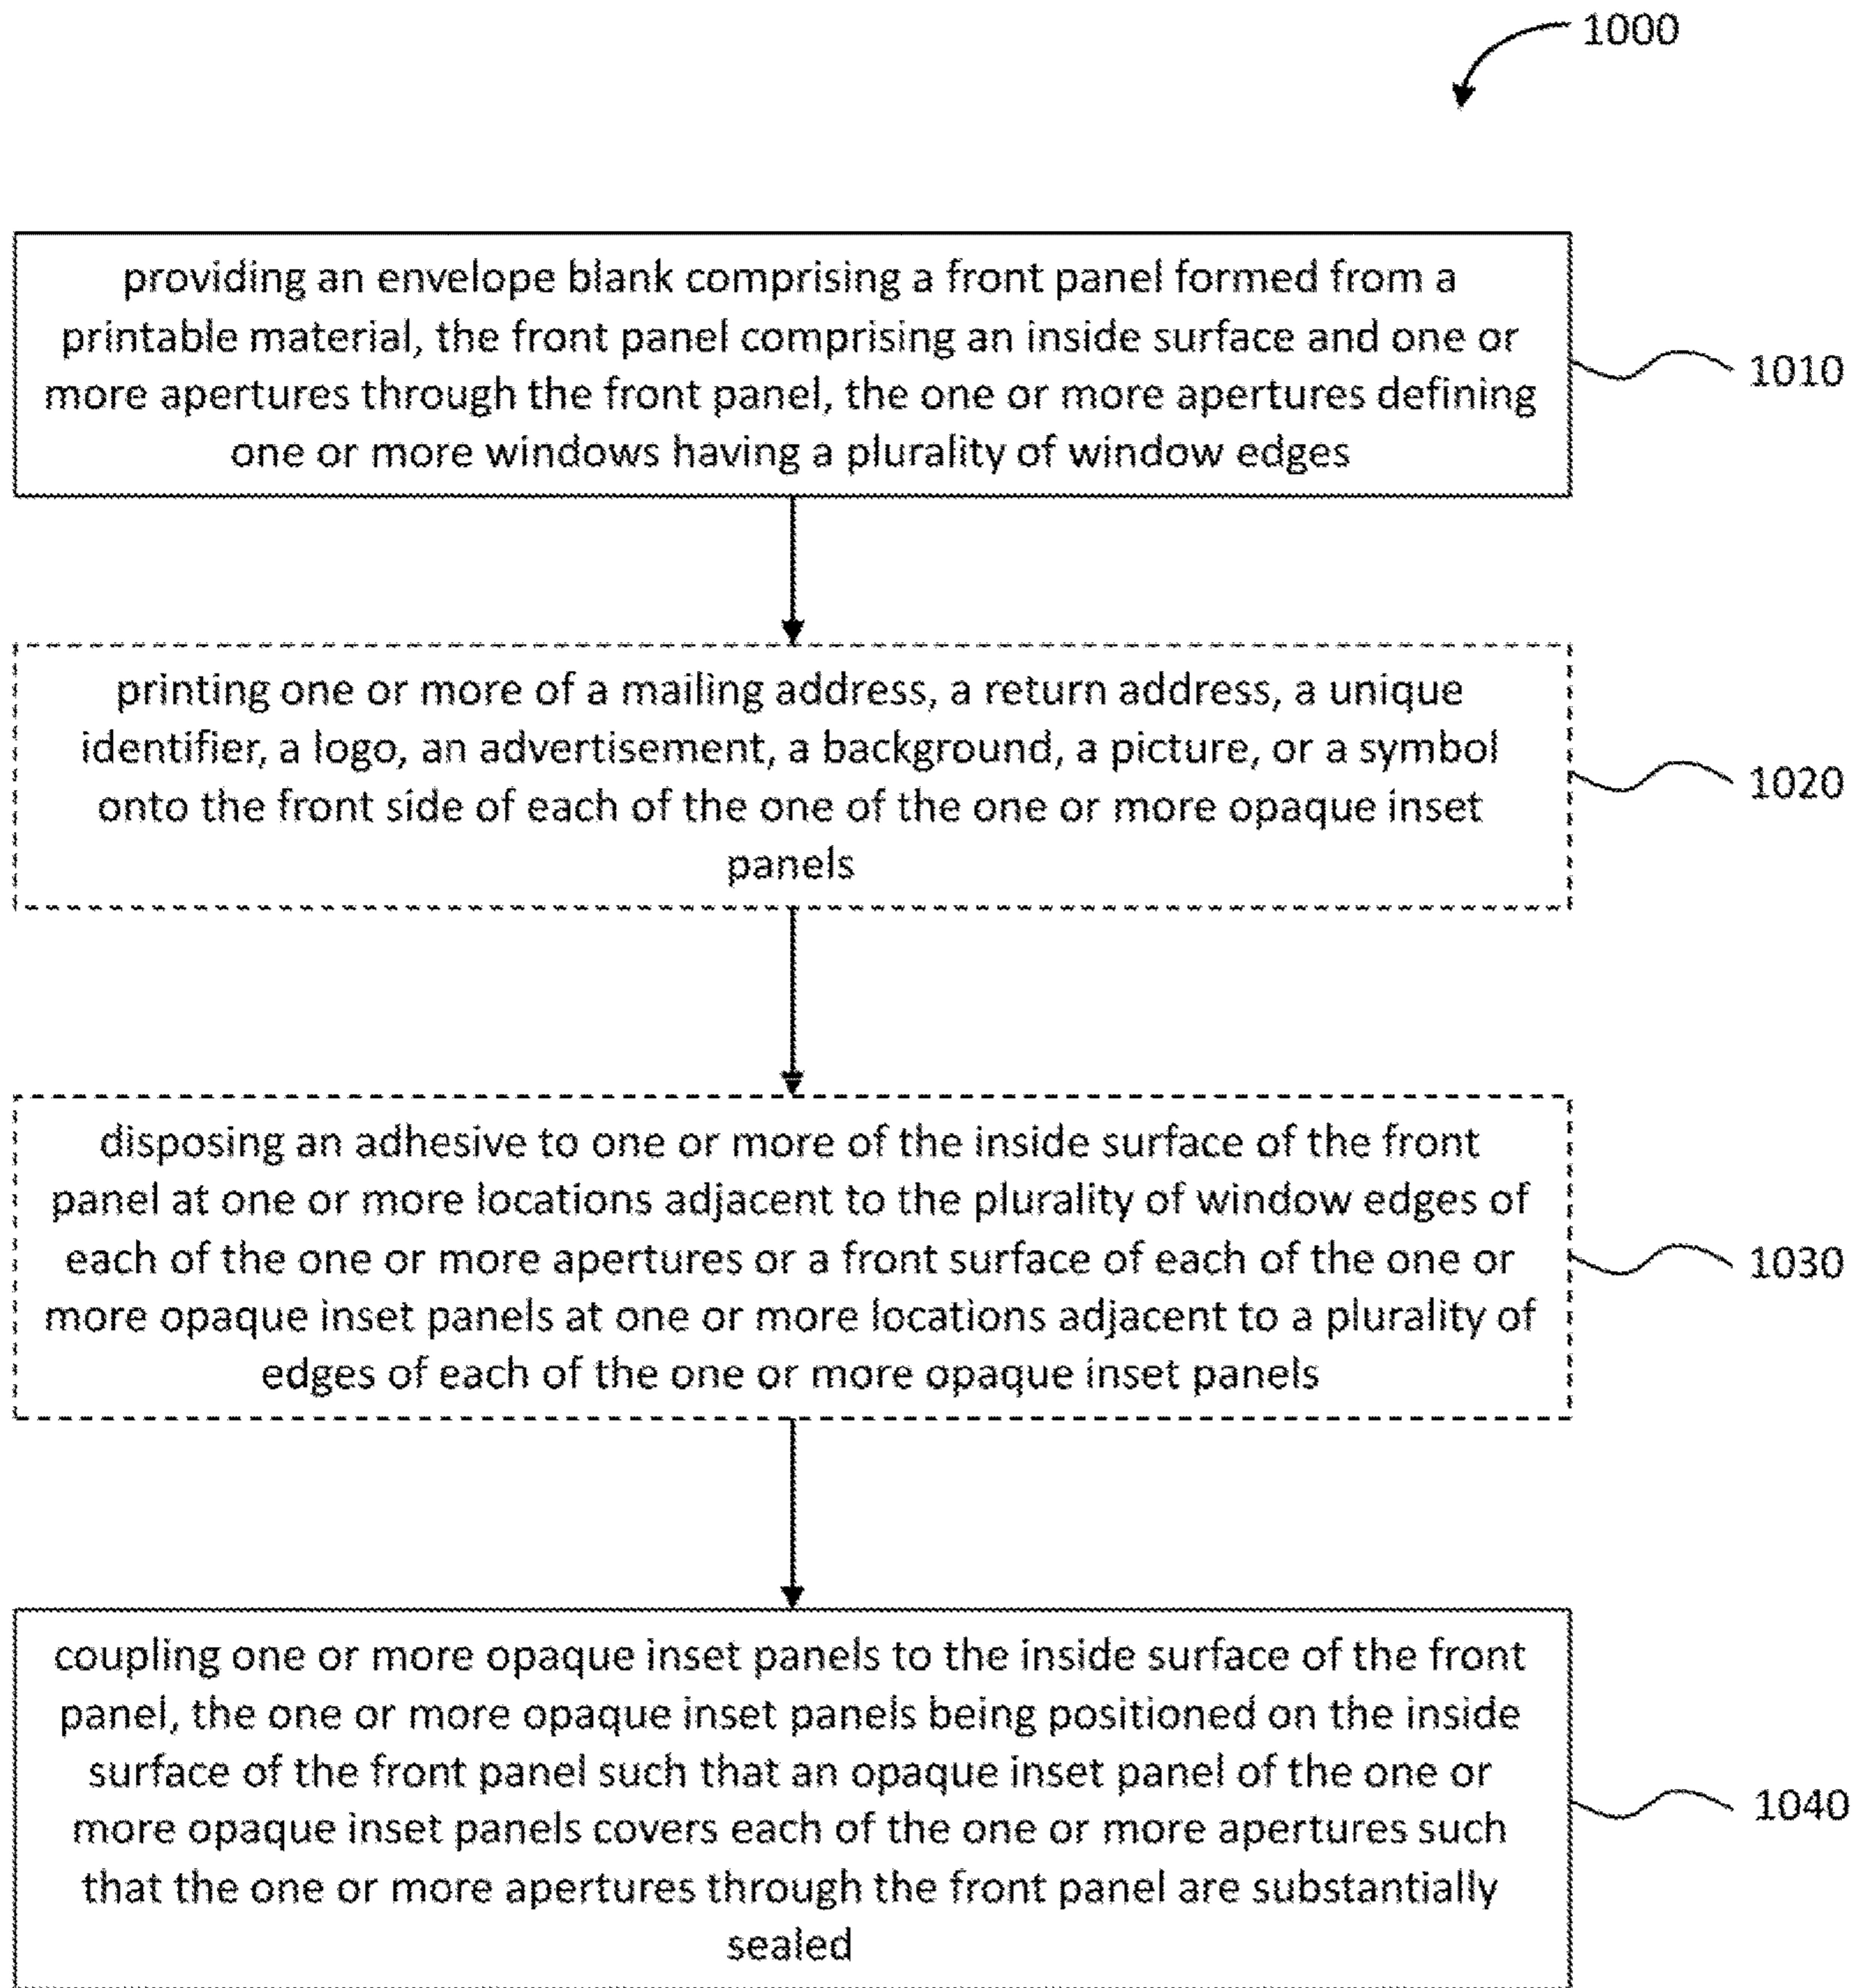 1000
providing an envelope blank comprising a front panel formed from a
printable material, the front panel comprising an inside surface and one or
more apertures through the front panel, the one or more apertures defining
one or more windows having a plurality of window edges
1010
printing one or more of a mailing address, a return address, a unique
identifier, a logo, an advertisement, a background, a picture, or a symbol
onto the front side of each of the one of the one or more opaque inset
panels
1020
disposing an adhesive to one or more of the inside surface of the front
panel at one or more locations adjacent to the plurality of window edges of
each of the one or more apertures or a front surface of each of the one or
more opaque inset panels at one or more locations adjacent to a plurality of
edges of each of the one or more opaque inset panels
1030
coupling one or more opaque inset panels to the inside surface of the front
panel, the one or more opaque inset panels being positioned on the inside
surface of the front panel such that an opaque inset panel of the one or
more opaque inset panels covers each of the one or more apertures such
that the one or more apertures through the front panel are substantially
sealed
1040